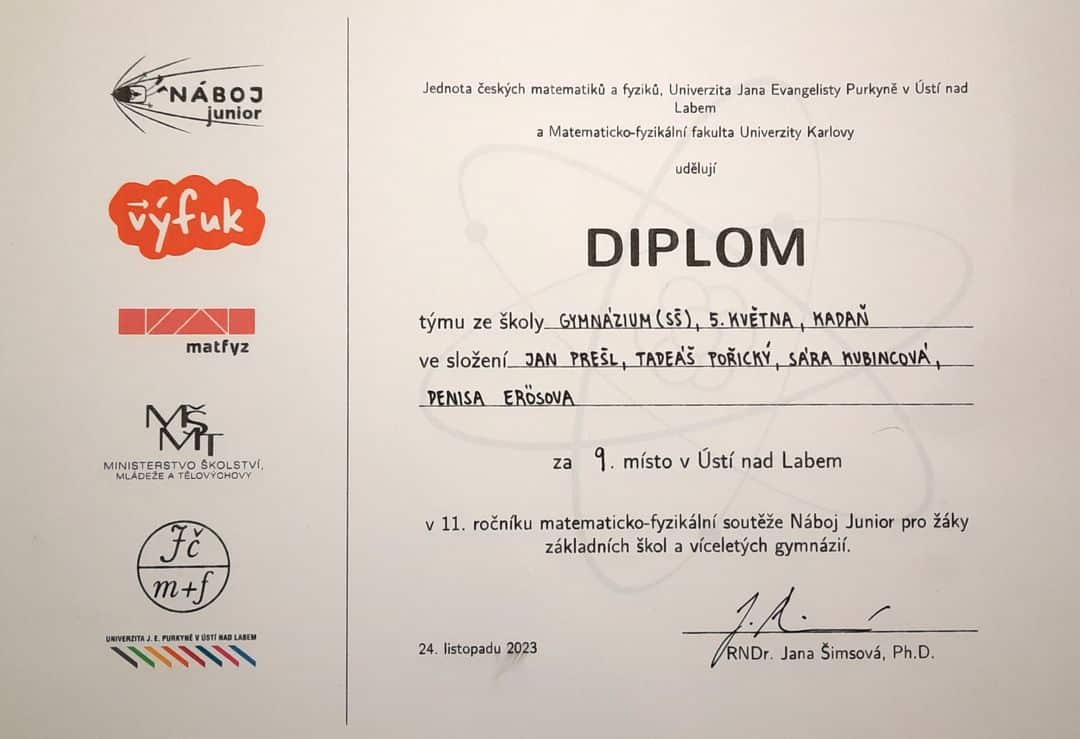 NÁBOJ
junior
výfuk
matfyz
MŠ
MT
MINISTERSTVO ŠKOLSTVÍ,
MLÁDEŽE A TĚLOVÝCHOVY
Jč
m+f
UNIVERZITA J. E. PURKYNĚ V ÚSTÍ NAD LABEM
Jednota českých matematiků a fyziků, Univerzita Jana Evangelisty Purkyně v Ústí nad
Labem
a Matematicko-fyzikální fakulta Univerzity Karlovy
udělují
DIPLOM
týmu ze školy GYMNÁZIUM (SŠ), 5. KVĚTNA, KADAŇ
ve složení JAN PREŠL, TADEÁŠ POŘICKÝ, SÁRA KUBINCOVÁ,
DENISA ERÖSOVA
za 9. místo v Ústí nad Labem
v 11. ročníku matematicko-fyzikální soutěže Náboj Junior pro žáky
základních škol a víceletých gymnázií.
24. listopadu 2023
RNDr. Jana Šimsová, Ph.D.